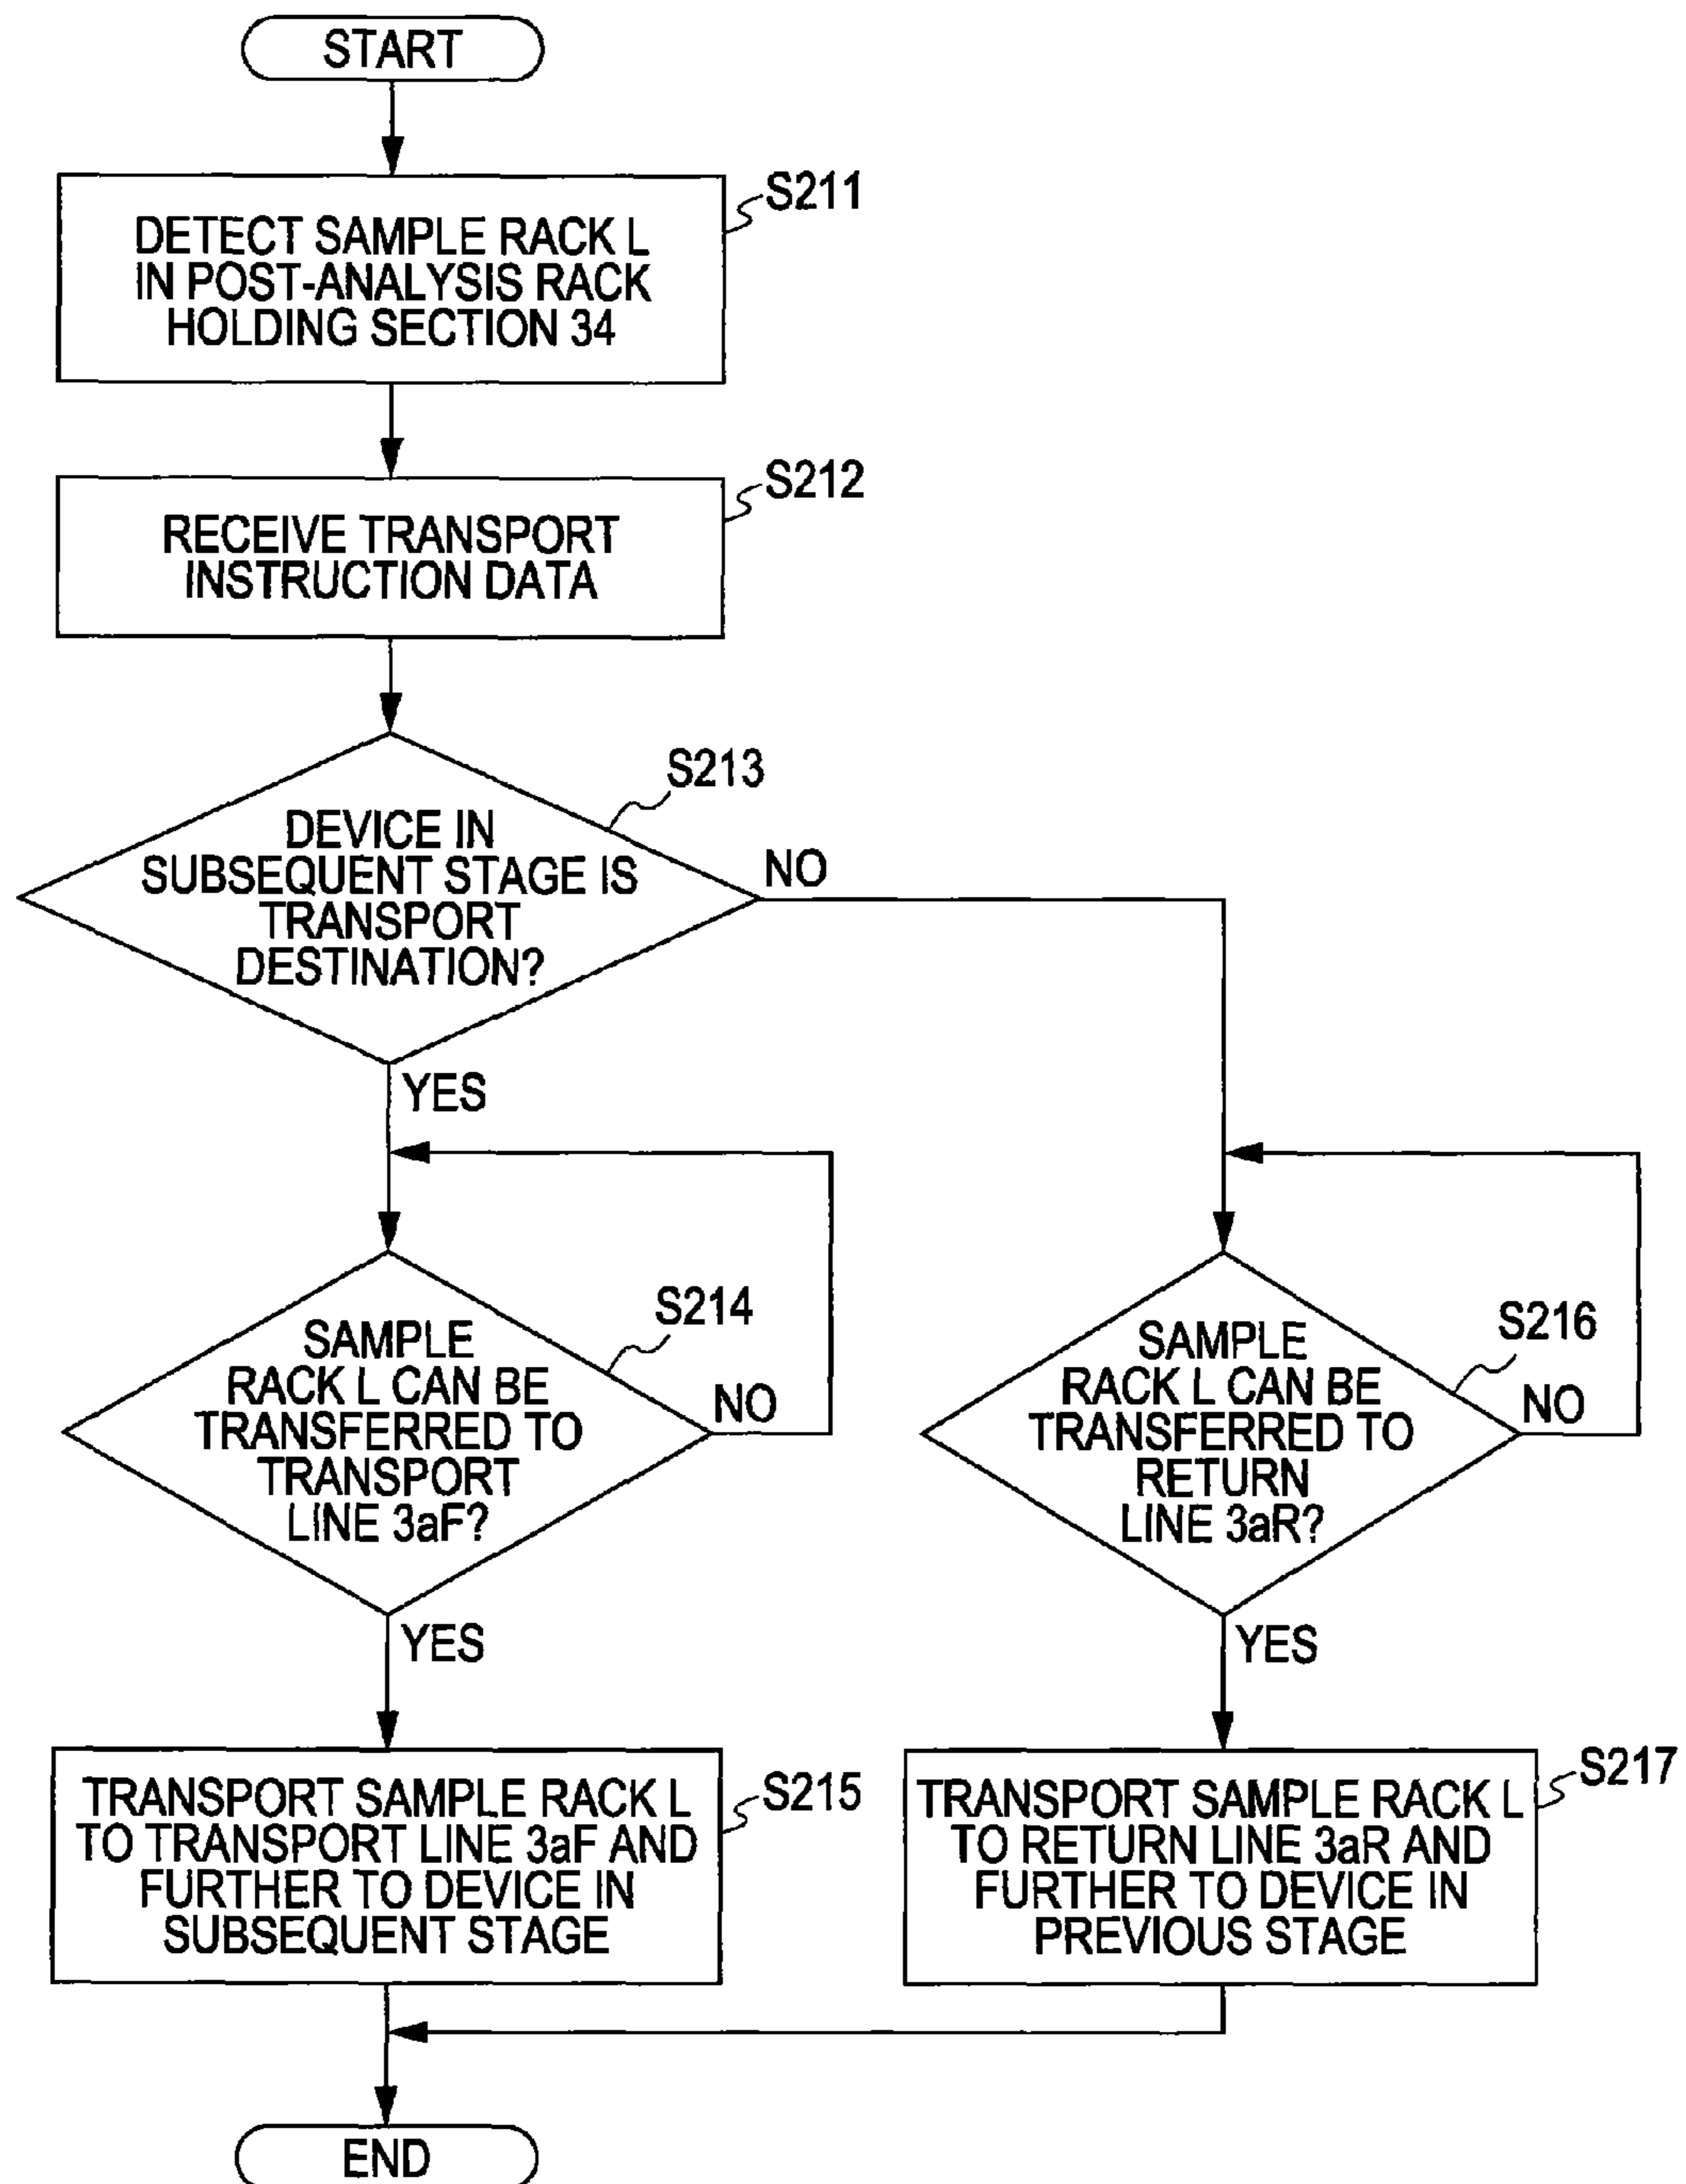 START
S211
DETECT SAMPLE RACK L
IN POST-ANALYSIS RACK
HOLDING SECTION 34
S212
RECEIVE TRANSPORT
INSTRUCTION DATA
S213
DEVICE IN
SUBSEQUENT STAGE IS
TRANSPORT
DESTINATION?
NO
YES
S214
SAMPLE
RACK L CAN BE
TRANSFERRED TO
TRANSPORT
LINE 3aF?
NO
YES
S216
SAMPLE
RACK L CAN BE
TRANSFERRED TO
RETURN
LINE 3aR?
NO
YES
S215
TRANSPORT SAMPLE RACK L
TO TRANSPORT LINE 3aF AND
FURTHER TO DEVICE IN
SUBSEQUENT STAGE
S217
TRANSPORT SAMPLE RACK L
TO RETURN LINE 3aR AND
FURTHER TO DEVICE IN
PREVIOUS STAGE
END